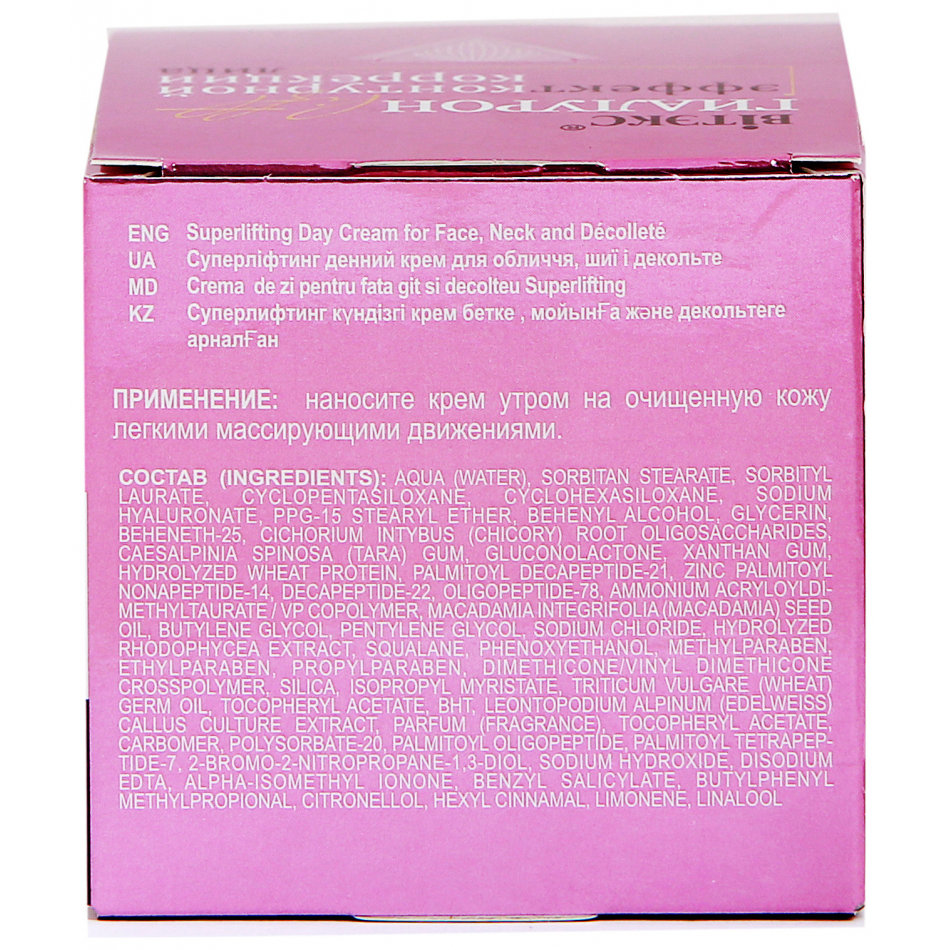 ВIТЭКС®
ГИАЛУРОН Lift
ЭФФЕКТ КОНТУРНОЙ
КОРРЕКЦИИ
ЛИЦА
ENG Superlifting Day Cream for Face, Neck and Décolleté
UA Суперліфтинг денний крем для обличчя, шиї і декольте
MD Crema de zi pentru fata git si decolteu Superlifting
KZ Суперлифтинг күндізгі крем бетке , мойынға және декольтеге
арналған
ПРИМЕНЕНИЕ: наносите крем утром на очищенную кожу
легкими массирующими движениями.
СОСТАВ (INGREDIENTS): AQUA (WATER), SORBITAN STEARATE, SORBITYL
LAURATE, CYCLOPENTASILOXANE, CYCLOHEXASILOXANE, SODIUM
HYALURONATE, PPG-15 STEARYL ETHER, BEHENYL ALCOHOL, GLYCERIN,
BEHENETH-25, CICHORIUM INTYBUS (CHICORY) ROOT OLIGOSACCHARIDES,
CAESALPINIA SPINOSA (TARA) GUM, GLUCONOLACTONE, XANTHAN GUM,
HYDROLYZED WHEAT PROTEIN, PALMITOYL DECAPEPTIDE-21, ZINC PALMITOYL
NONAPEPTIDE-14, DECAPEPTIDE-22, OLIGOPEPTIDE-78, AMMONIUM ACRYLOYLDI-
METHYLTAURATE / VP COPOLYMER, MACADAMIA INTEGRIFOLIA (MACADAMIA) SEED
OIL, BUTYLENE GLYCOL, PENTYLENE GLYCOL, SODIUM CHLORIDE, HYDROLYZED
RHODOPHYCEA EXTRACT, SQUALANE, PHENOXYETHANOL, METHYLPARABEN,
ETHYLPARABEN, PROPYLPARABEN, DIMETHICONE/VINYL DIMETHICONE
CROSSPOLYMER, SILICA, ISOPROPYL MYRISTATE, TRITICUM VULGARE (WHEAT)
GERM OIL, TOCOPHERYL ACETATE, BHT, LEONTOPODIUM ALPINUM (EDELWEISS)
CALLUS CULTURE EXTRACT, PARFUM (FRAGRANCE), TOCOPHERYL ACETATE,
CARBOMER, POLYSORBATE-20, PALMITOYL OLIGOPEPTIDE, PALMITOYL TETRAPEP-
TIDE-7, 2-BROMO-2-NITROPROPANE-1,3-DIOL, SODIUM HYDROXIDE, DISODIUM
EDTA, ALPHA-ISOMETHYL IONONE, BENZYL SALICYLATE, BUTYLPHENYL
METHYLPROPIONAL, CITRONELLOL, HEXYL CINNAMAL, LIMONENE, LINALOOL